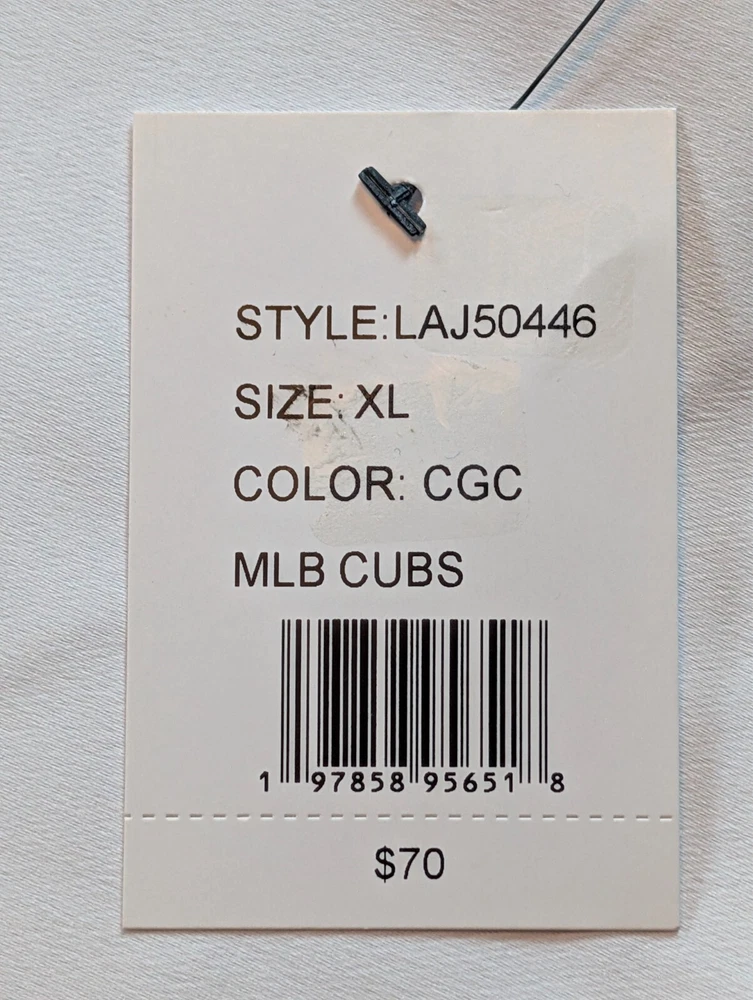 STYLE:LAJ50446
SIZE: XL
COLOR: CGC
MLB CUBS
1 97858 95651 8
$70